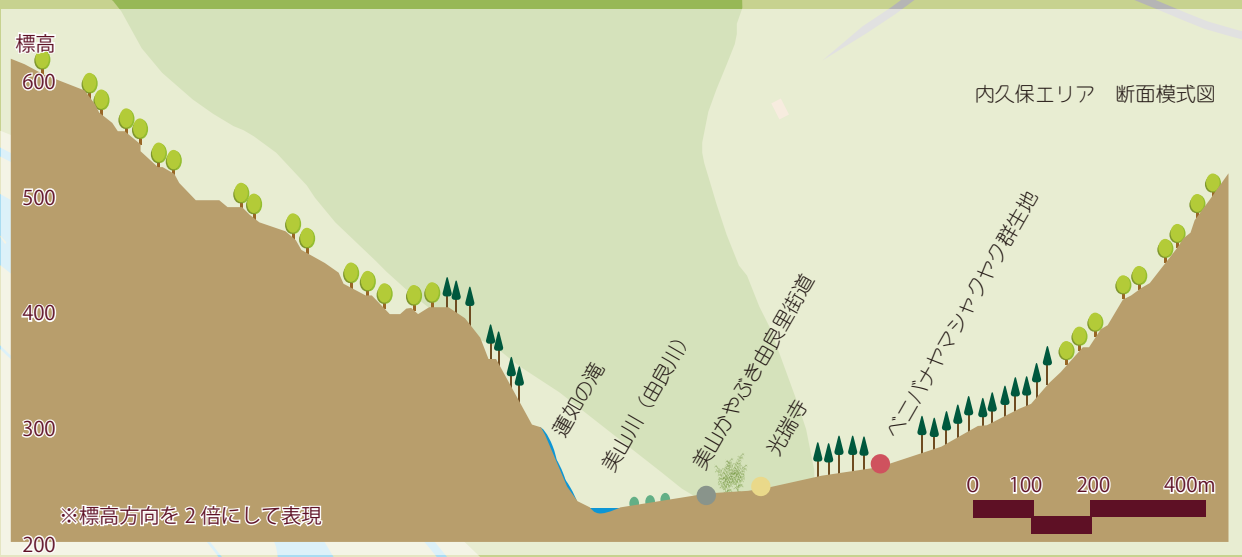 標高
600
500
400
300
200
内久保エリア　断面模式図
蓮如の滝
美山川（由良川）
美山かやぶき由良里街道
光瑞寺
ベニバナヤマシャクヤク群生地
0 100 200 400m
※標高方向を 2 倍にして表現